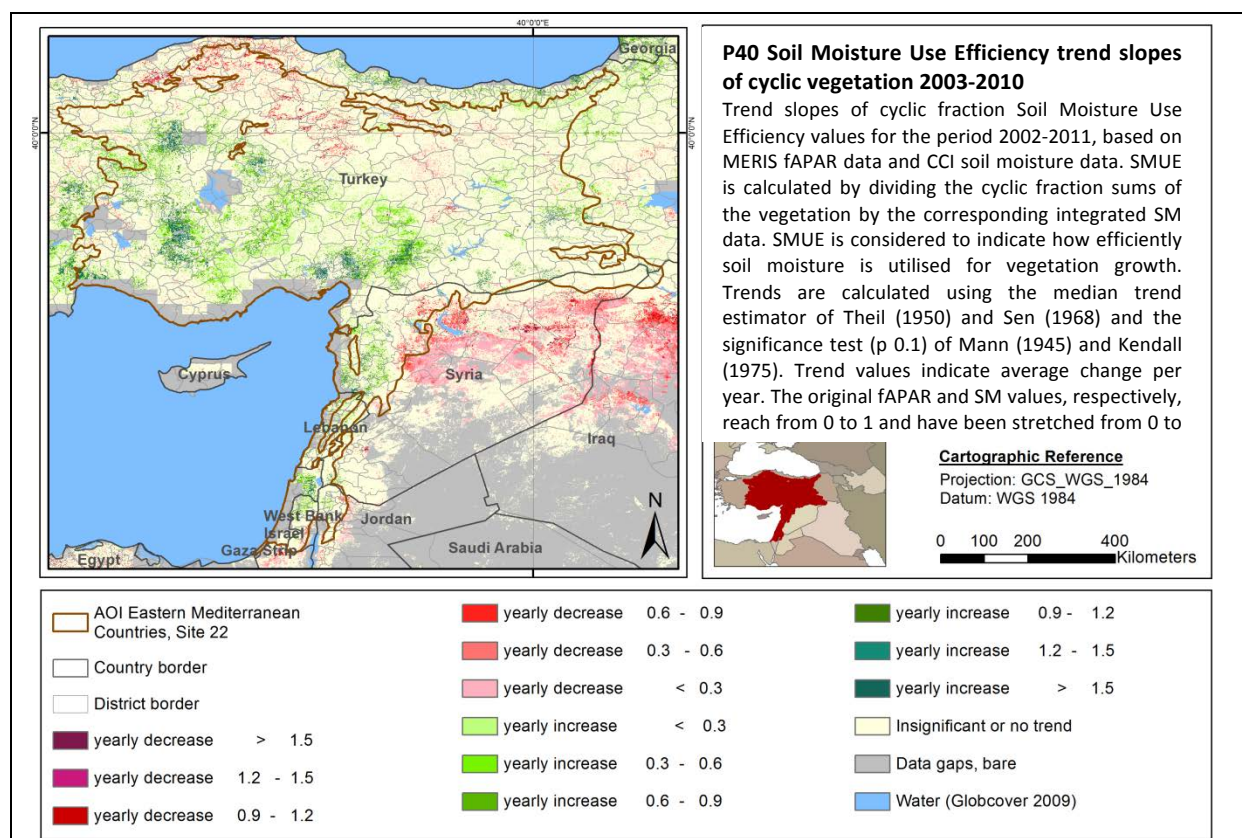 40°0'0"E
40°0'0"N
40°0'0"N
Georgia
Turkey
Cyprus
Syria
Lebanon
Iraq
West Bank
Israel
Jordan
Gaza Strip
Egypt
Saudi Arabia
N
40°0'0"E
P40 Soil Moisture Use Efficiency trend slopes
of cyclic vegetation 2003-2010
Trend slopes of cyclic fraction Soil Moisture Use
Efficiency values for the period 2002-2011, based on
MERIS fAPAR data and CCI soil moisture data. SMUE
is calculated by dividing the cyclic fraction sums of
the vegetation by the corresponding integrated SM
data. SMUE is considered to indicate how efficiently
soil moisture is utilised for vegetation growth.
Trends are calculated using the median trend
estimator of Theil (1950) and Sen (1968) and the
significance test (p 0.1) of Mann (1945) and Kendall
(1975). Trend values indicate average change per
year. The original fAPAR and SM values, respectively,
reach from 0 to 1 and have been stretched from 0 to
Cartographic Reference
Projection: GCS_WGS_1984
Datum: WGS 1984
0 100 200 400
Kilometers
AOI Eastern Mediterranean
Countries, Site 22
Country border
District border
yearly decrease > 1.5
yearly decrease 1.2 - 1.5
yearly decrease 0.9 - 1.2
yearly decrease 0.6 - 0.9
yearly decrease 0.3 - 0.6
yearly decrease < 0.3
yearly increase < 0.3
yearly increase 0.3 - 0.6
yearly increase 0.6 - 0.9
yearly increase 0.9 - 1.2
yearly increase 1.2 - 1.5
yearly increase > 1.5
Insignificant or no trend
Data gaps, bare
Water (Globcover 2009)